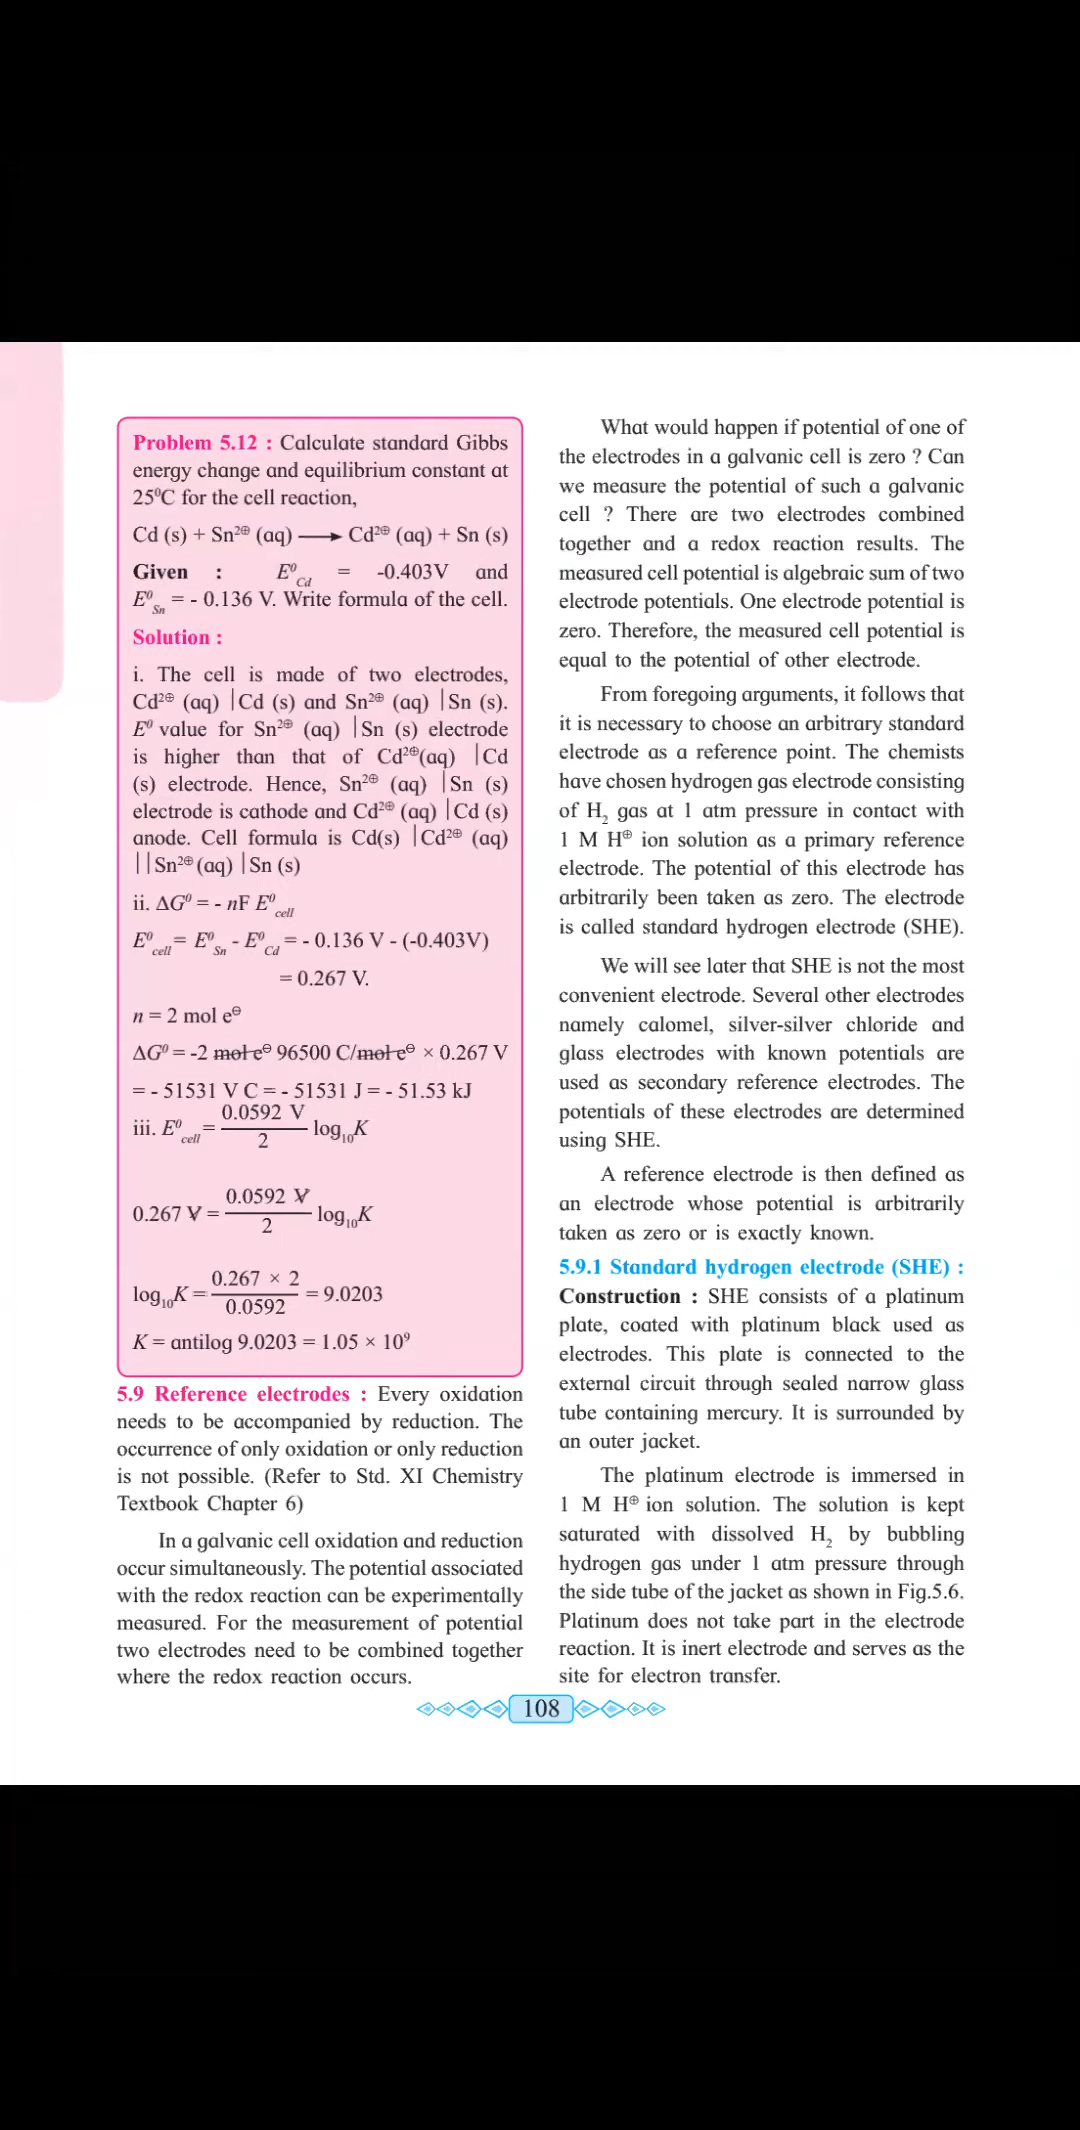 Problem 5.12 : Calculate standard Gibbs
energy change and equilibrium constant at
25⁰C for the cell reaction,
Cd (s) + Sn²⊕ (aq) ⟶ Cd²⊕ (aq) + Sn (s)
Given : E⁰Cd = -0.403V and
E⁰Sn = - 0.136 V. Write formula of the cell.
Solution :
i. The cell is made of two electrodes,
Cd²⊕ (aq) |Cd (s) and Sn²⊕ (aq) |Sn (s).
E⁰ value for Sn²⊕ (aq) |Sn (s) electrode
is higher than that of Cd²⊕(aq) |Cd
(s) electrode. Hence, Sn²⊕ (aq) |Sn (s)
electrode is cathode and Cd²⊕ (aq) |Cd (s)
anode. Cell formula is Cd(s) |Cd²⊕ (aq)
||Sn²⊕(aq) |Sn (s)
ii. ΔG⁰ = - nF E⁰cell
E⁰cell = E⁰Sn - E⁰Cd = - 0.136 V - (-0.403V)
= 0.267 V.
n = 2 mol e⊖
ΔG⁰ = -2 mol e⊖ 96500 C/mol e⊖ × 0.267 V
= - 51531 V C = - 51531 J = - 51.53 kJ
iii. E⁰cell = 0.0592 V / 2 log₁₀K
0.267 V = 0.0592 V / 2 log₁₀K
log₁₀K = 0.267 × 2 / 0.0592 = 9.0203
K = antilog 9.0203 = 1.05 × 10⁹
5.9 Reference electrodes : Every oxidation
needs to be accompanied by reduction. The
occurrence of only oxidation or only reduction
is not possible. (Refer to Std. XI Chemistry
Textbook Chapter 6)
In a galvanic cell oxidation and reduction
occur simultaneously. The potential associated
with the redox reaction can be experimentally
measured. For the measurement of potential
two electrodes need to be combined together
where the redox reaction occurs.
What would happen if potential of one of
the electrodes in a galvanic cell is zero ? Can
we measure the potential of such a galvanic
cell ? There are two electrodes combined
together and a redox reaction results. The
measured cell potential is algebraic sum of two
electrode potentials. One electrode potential is
zero. Therefore, the measured cell potential is
equal to the potential of other electrode.
From foregoing arguments, it follows that
it is necessary to choose an arbitrary standard
electrode as a reference point. The chemists
have chosen hydrogen gas electrode consisting
of H₂ gas at 1 atm pressure in contact with
1 M H⊕ ion solution as a primary reference
electrode. The potential of this electrode has
arbitrarily been taken as zero. The electrode
is called standard hydrogen electrode (SHE).
We will see later that SHE is not the most
convenient electrode. Several other electrodes
namely calomel, silver-silver chloride and
glass electrodes with known potentials are
used as secondary reference electrodes. The
potentials of these electrodes are determined
using SHE.
A reference electrode is then defined as
an electrode whose potential is arbitrarily
taken as zero or is exactly known.
5.9.1 Standard hydrogen electrode (SHE) :
Construction : SHE consists of a platinum
plate, coated with platinum black used as
electrodes. This plate is connected to the
external circuit through sealed narrow glass
tube containing mercury. It is surrounded by
an outer jacket.
The platinum electrode is immersed in
1 M H⊕ ion solution. The solution is kept
saturated with dissolved H₂ by bubbling
hydrogen gas under 1 atm pressure through
the side tube of the jacket as shown in Fig.5.6.
Platinum does not take part in the electrode
reaction. It is inert electrode and serves as the
site for electron transfer.
108